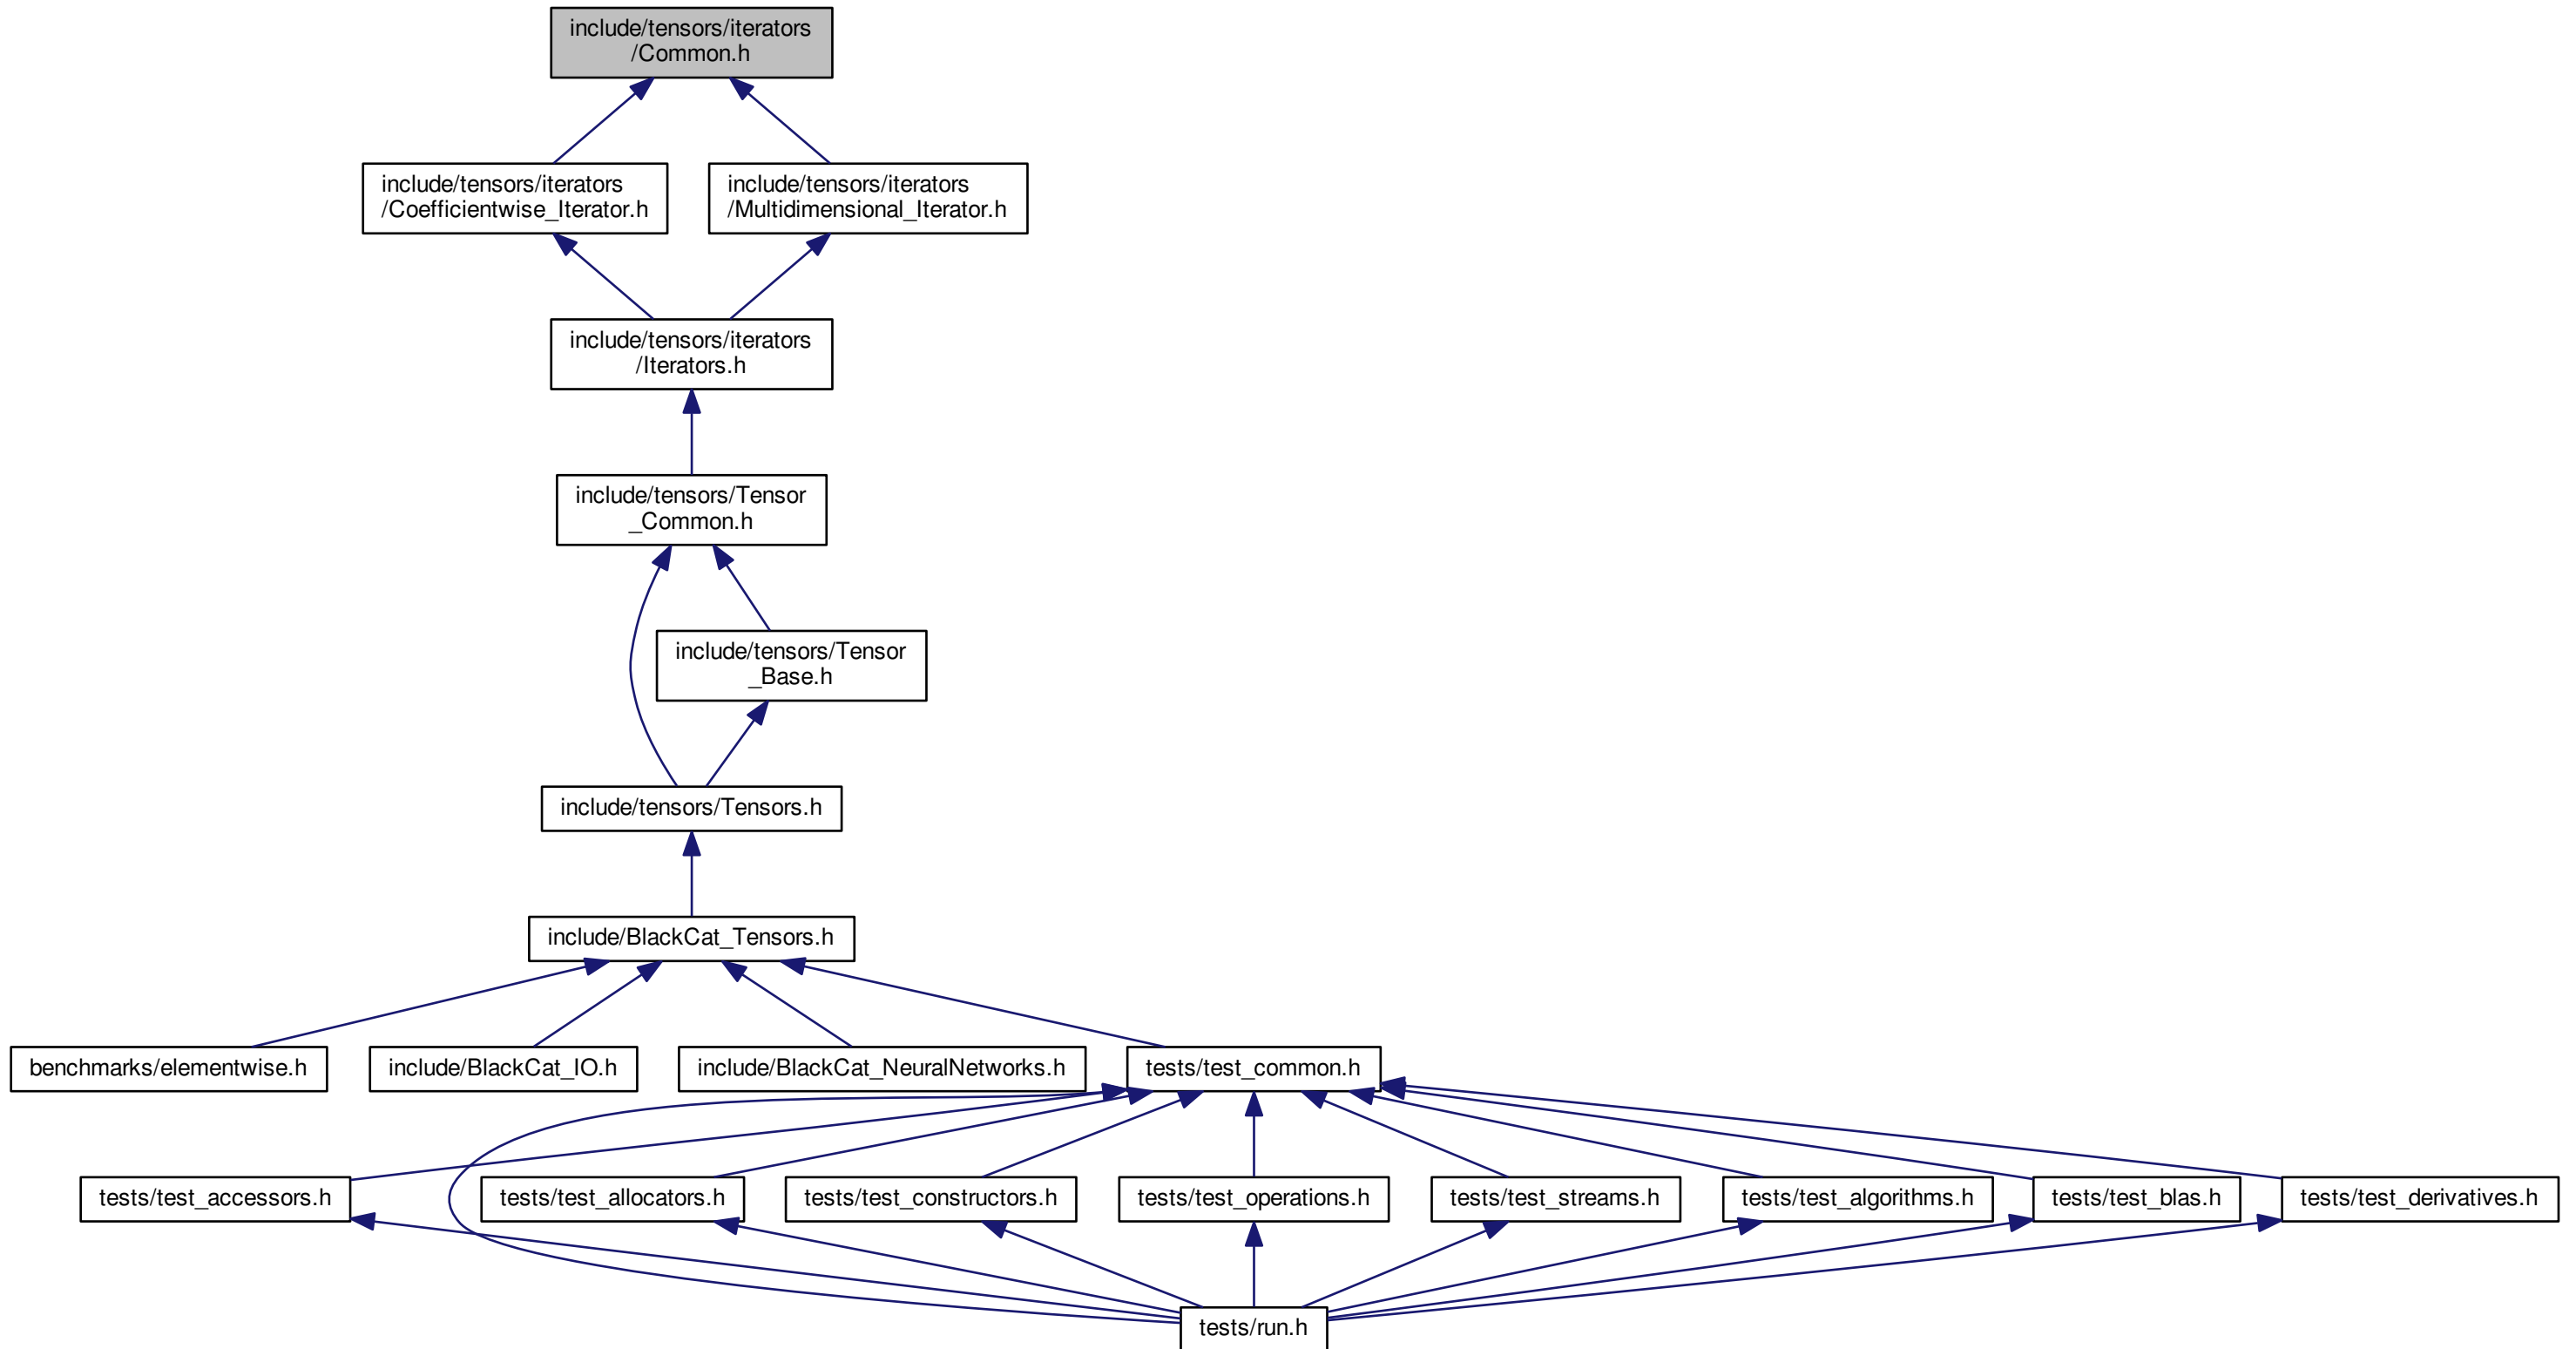 include/tensors/iterators
/Common.h
include/tensors/iterators
/Coefficientwise_Iterator.h
include/tensors/iterators
/Multidimensional_Iterator.h
include/tensors/iterators
/Iterators.h
include/tensors/Tensor
_Common.h
include/tensors/Tensor
_Base.h
include/tensors/Tensors.h
include/BlackCat_Tensors.h
benchmarks/elementwise.h
include/BlackCat_IO.h
include/BlackCat_NeuralNetworks.h
tests/test_common.h
tests/test_accessors.h
tests/test_allocators.h
tests/test_constructors.h
tests/test_operations.h
tests/test_streams.h
tests/test_algorithms.h
tests/test_blas.h
tests/test_derivatives.h
tests/run.h